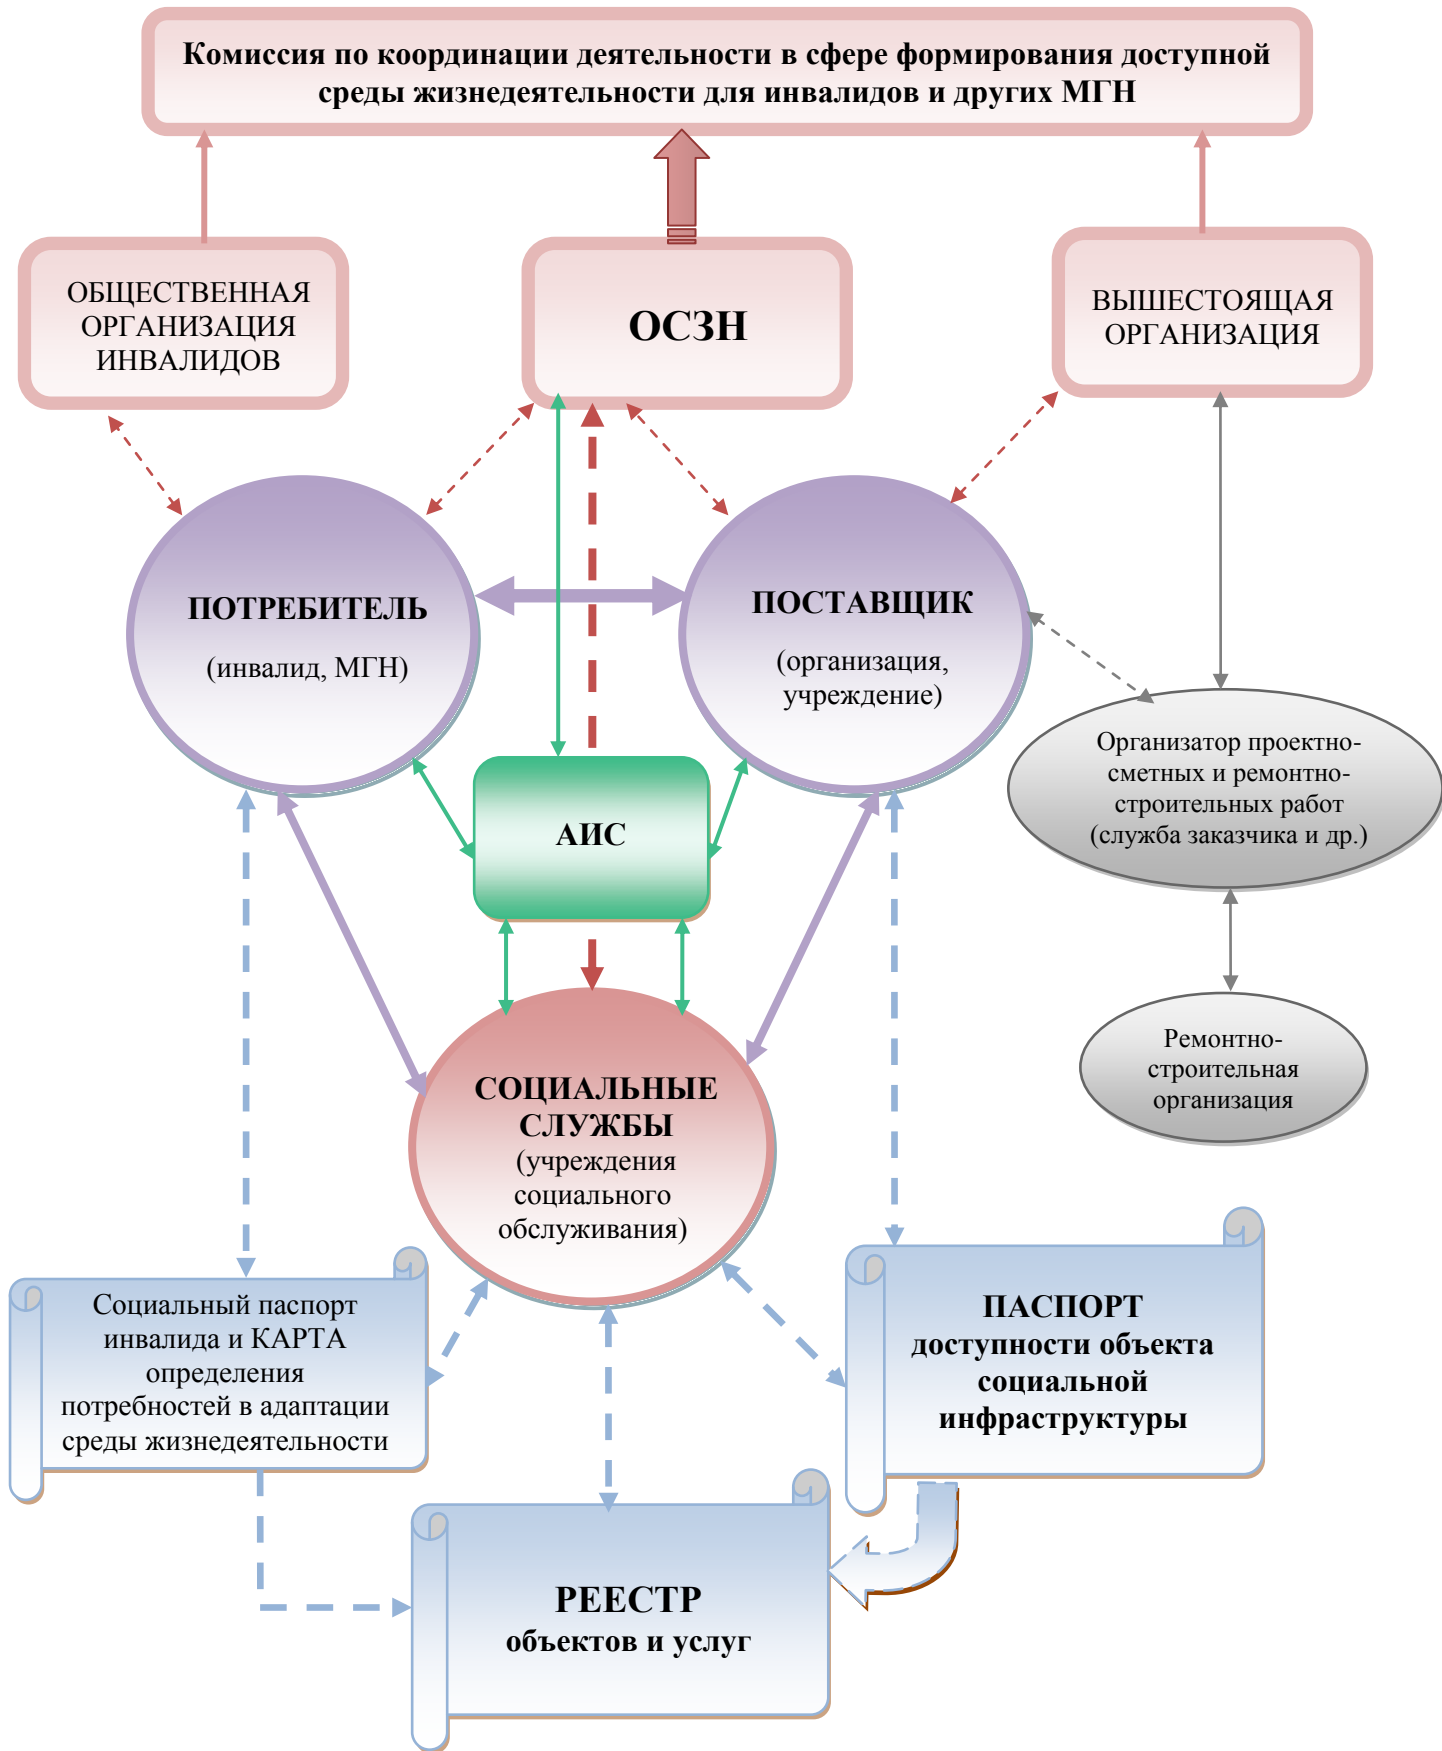 Комиссия по координации деятельности в сфере формирования доступной
среды жизнедеятельности для инвалидов и других МГН
ОБЩЕСТВЕННАЯ
ОРГАНИЗАЦИЯ
ИНВАЛИДОВ
ОСЗН
ВЫШЕСТОЯЩАЯ
ОРГАНИЗАЦИЯ
ПОТРЕБИТЕЛЬ
(инвалид, МГН)
ПОСТАВЩИК
(организация,
учреждение)
Организатор проектно-
сметных и ремонтно-
строительных работ
(служба заказчика и др.)
АИС
Ремонтно-
строительная
организация
СОЦИАЛЬНЫЕ
СЛУЖБЫ
(учреждения
социального
обслуживания)
Социальный паспорт
инвалида и КАРТА
определения
потребностей в адаптации
среды жизнедеятельности
ПАСПОРТ
доступности объекта
социальной
инфраструктуры
РЕЕСТР
объектов и услуг